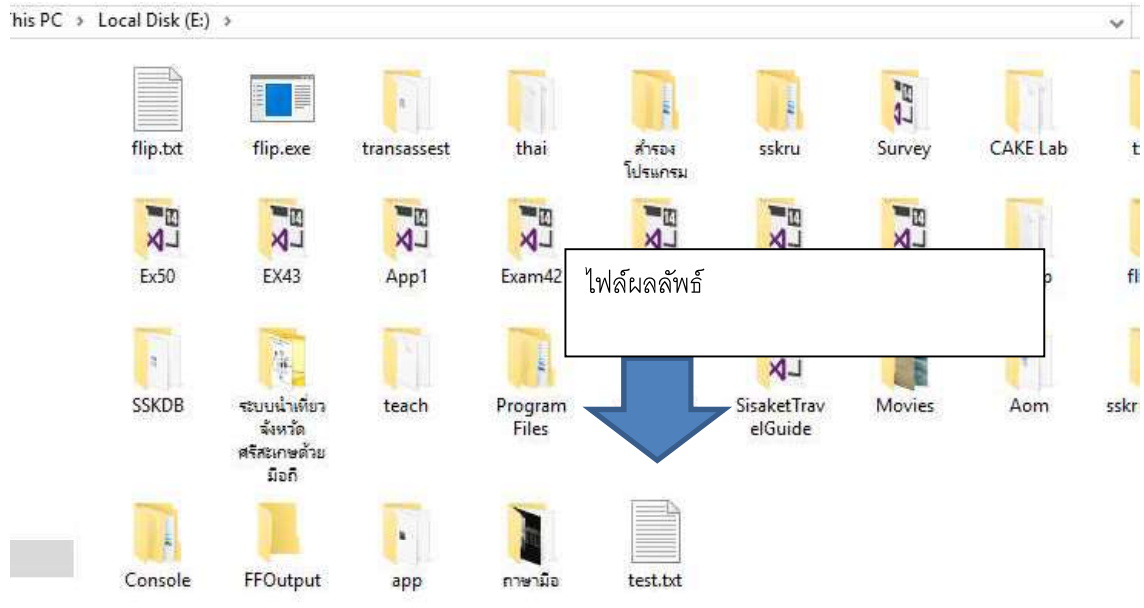 his PC > Local Disk (E:) >
flip.txt flip.exe transassest thai สำรอง sskru Survey CAKE Lab
โปรแกรม
Ex50 EX43 App1 Exam42
ไฟล์ผลลัพธ์
SSKDB ระบบนำเที่ยว teach Program SisaketTrav Movies Aom sskr
จังหวัด Files elGuide
ศรีสะเกษด้วย
มือถื
Console FFOutput app ภาษามือ test.txt